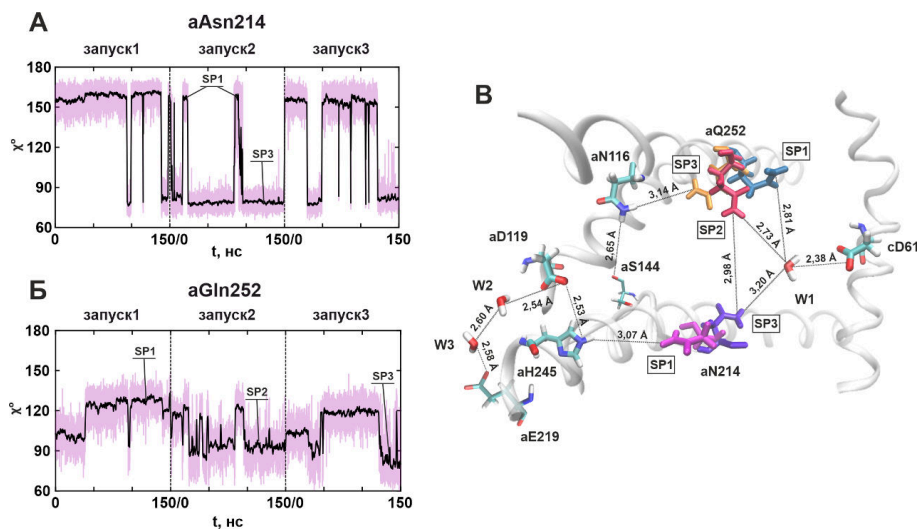 А
aAsn214
запуск1 запуск2 запуск3
180
150
120
90
60
χ°
SP1
SP3
0 150/0 150/0 150
t, нс
Б
aGln252
запуск1 запуск2 запуск3
180
150
120
90
60
χ°
SP1
SP2
SP3
0 150/0 150/0 150
t, нс
В
aQ252
aN116
SP3
SP1
3,14 Å
SP2
2,81 Å
2,73 Å
cD61
2,65 Å
aD119
aS144
2,98 Å
3,20 Å
2,38 Å
W1
W2
2,54 Å
2,53 Å
2,60 Å
W3
2,58 Å
3,07 Å
SP3
aH245
SP1
aN214
aE219